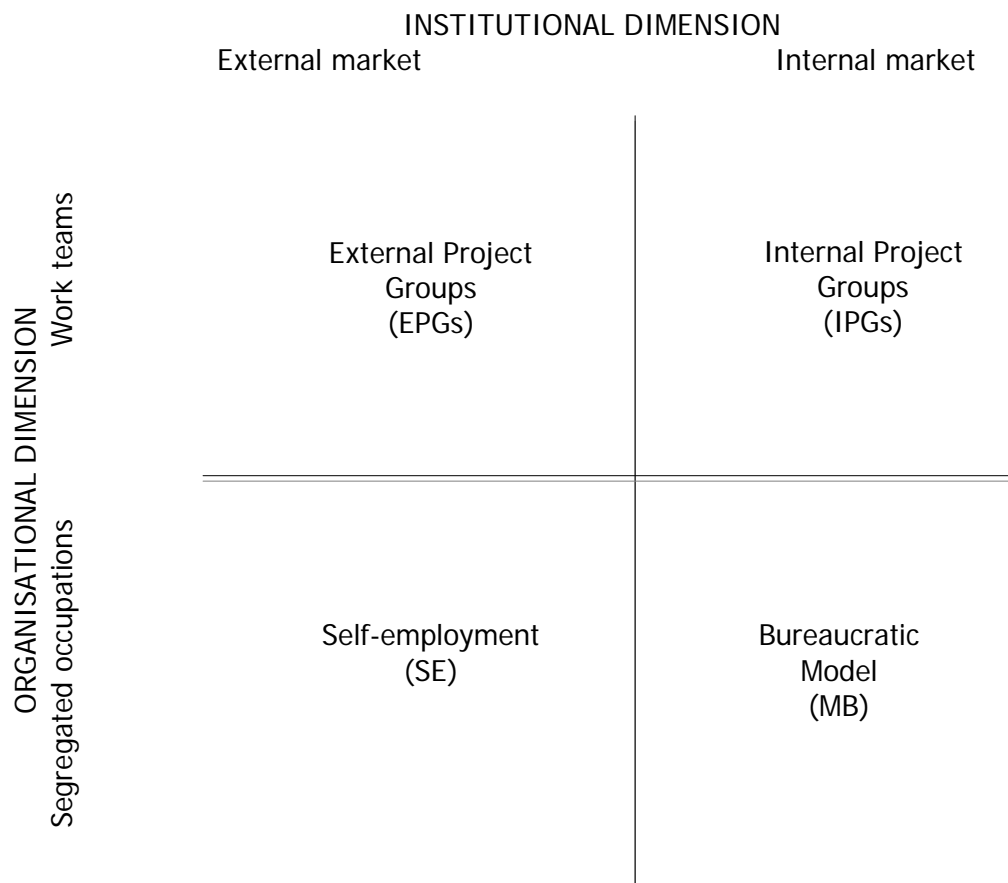 INSTITUTIONAL DIMENSION
External market
Internal market
ORGANISATIONAL DIMENSION
Work teams
Segregated occupations
External Project
Groups
(EPGs)
Internal Project
Groups
(IPGs)
Self-employment
(SE)
Bureaucratic
Model
(MB)